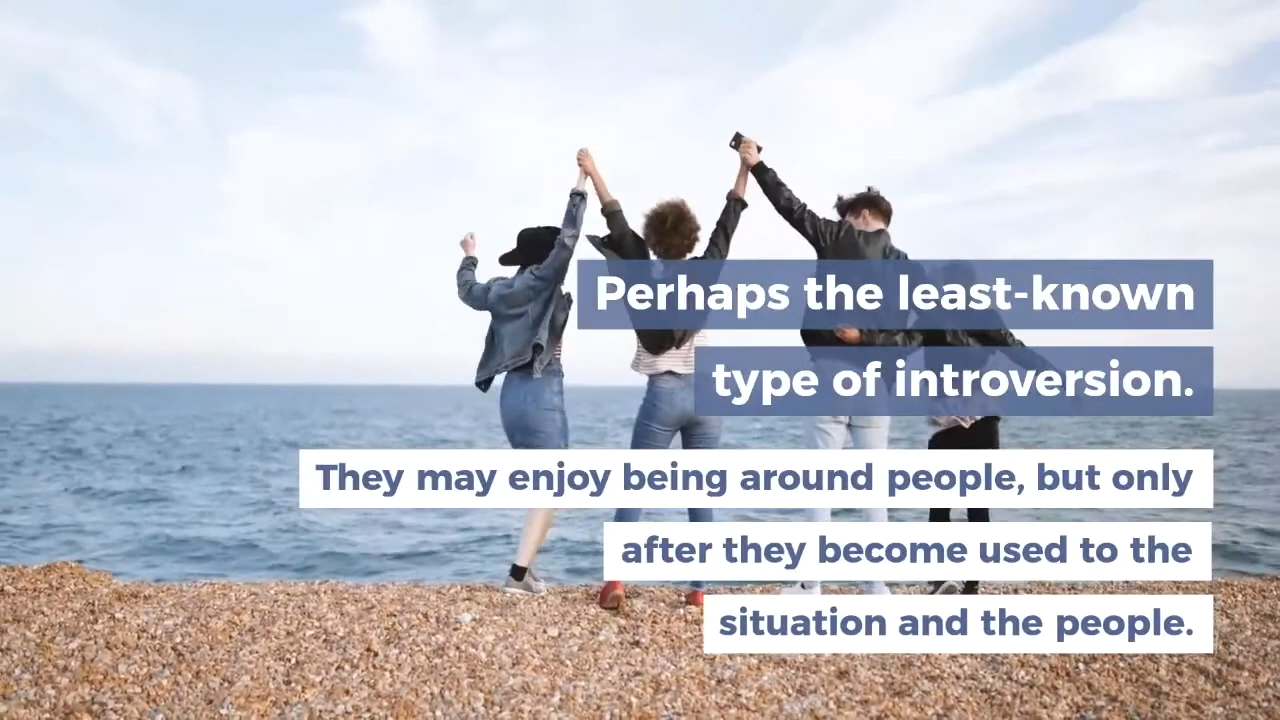 Perhaps the least-known
type of introversion.
They may enjoy being around people, but only
after they become used to the
situation and the people.